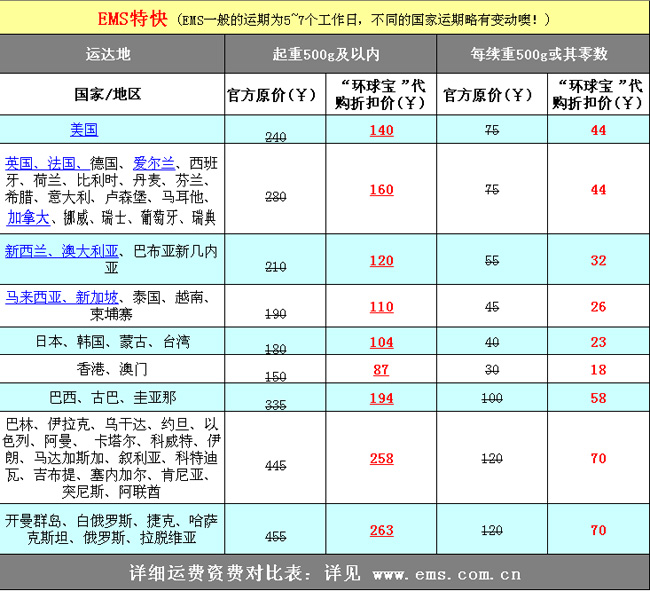 EMS特快（EMS一般的运期为5~7个工作日，不同的国家运期略有变动噢！）
运达地 起重500g及以内 每续重500g或其零数
国家/地区 官方原价(￥) “环球宝 ”代 官方原价(￥) “环球宝 ”代
购折扣价(￥) 购折扣价(￥)
美国 240 140 75 44
英国、法国、德国、爱尔兰、西班
牙、荷兰、比利时、丹麦、芬兰、
希腊、意大利、卢森堡、马耳他、 280 160 75 44
加拿大、挪威、瑞士、葡萄牙、瑞典
新西兰、澳大利亚、巴布亚新几内
亚 210 120 55 32
马来西亚、新加坡、泰国、越南、
柬埔寨 190 110 45 26
日本、韩国、蒙古、台湾 180 104 40 23
香港、澳门 150 87 30 18
巴西、古巴、圭亚那 335 194 100 58
巴林、伊拉克、乌干达、约旦、以
色列、阿曼、 卡塔尔、科威特、伊
朗、马达加斯加、叙利亚、科特迪 445 258 120 70
瓦、吉布提、塞内加尔、肯尼亚、
突尼斯、阿联酋
开曼群岛、白俄罗斯、捷克、哈萨
克斯坦、俄罗斯、拉脱维亚 455 263 120 70
详细运费资费对比表：详见 www.ems.com.cn